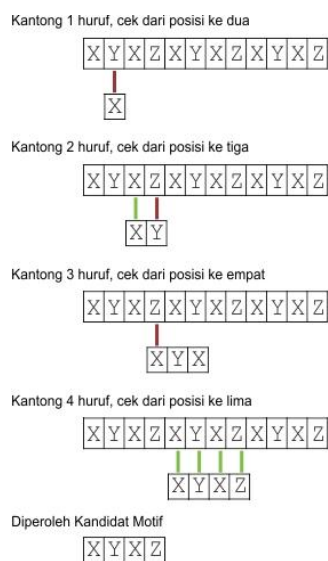 Kantong 1 huruf, cek dari posisi ke dua
X Y X Z X Y X Z X Y X Z
X
Kantong 2 huruf, cek dari posisi ke tiga
X Y X Z X Y X Z X Y X Z
X Y
Kantong 3 huruf, cek dari posisi ke empat
X Y X Z X Y X Z X Y X Z
X Y X
Kantong 4 huruf, cek dari posisi ke lima
X Y X Z X Y X Z X Y X Z
X Y X Z
Diperoleh Kandidat Motif
X Y X Z